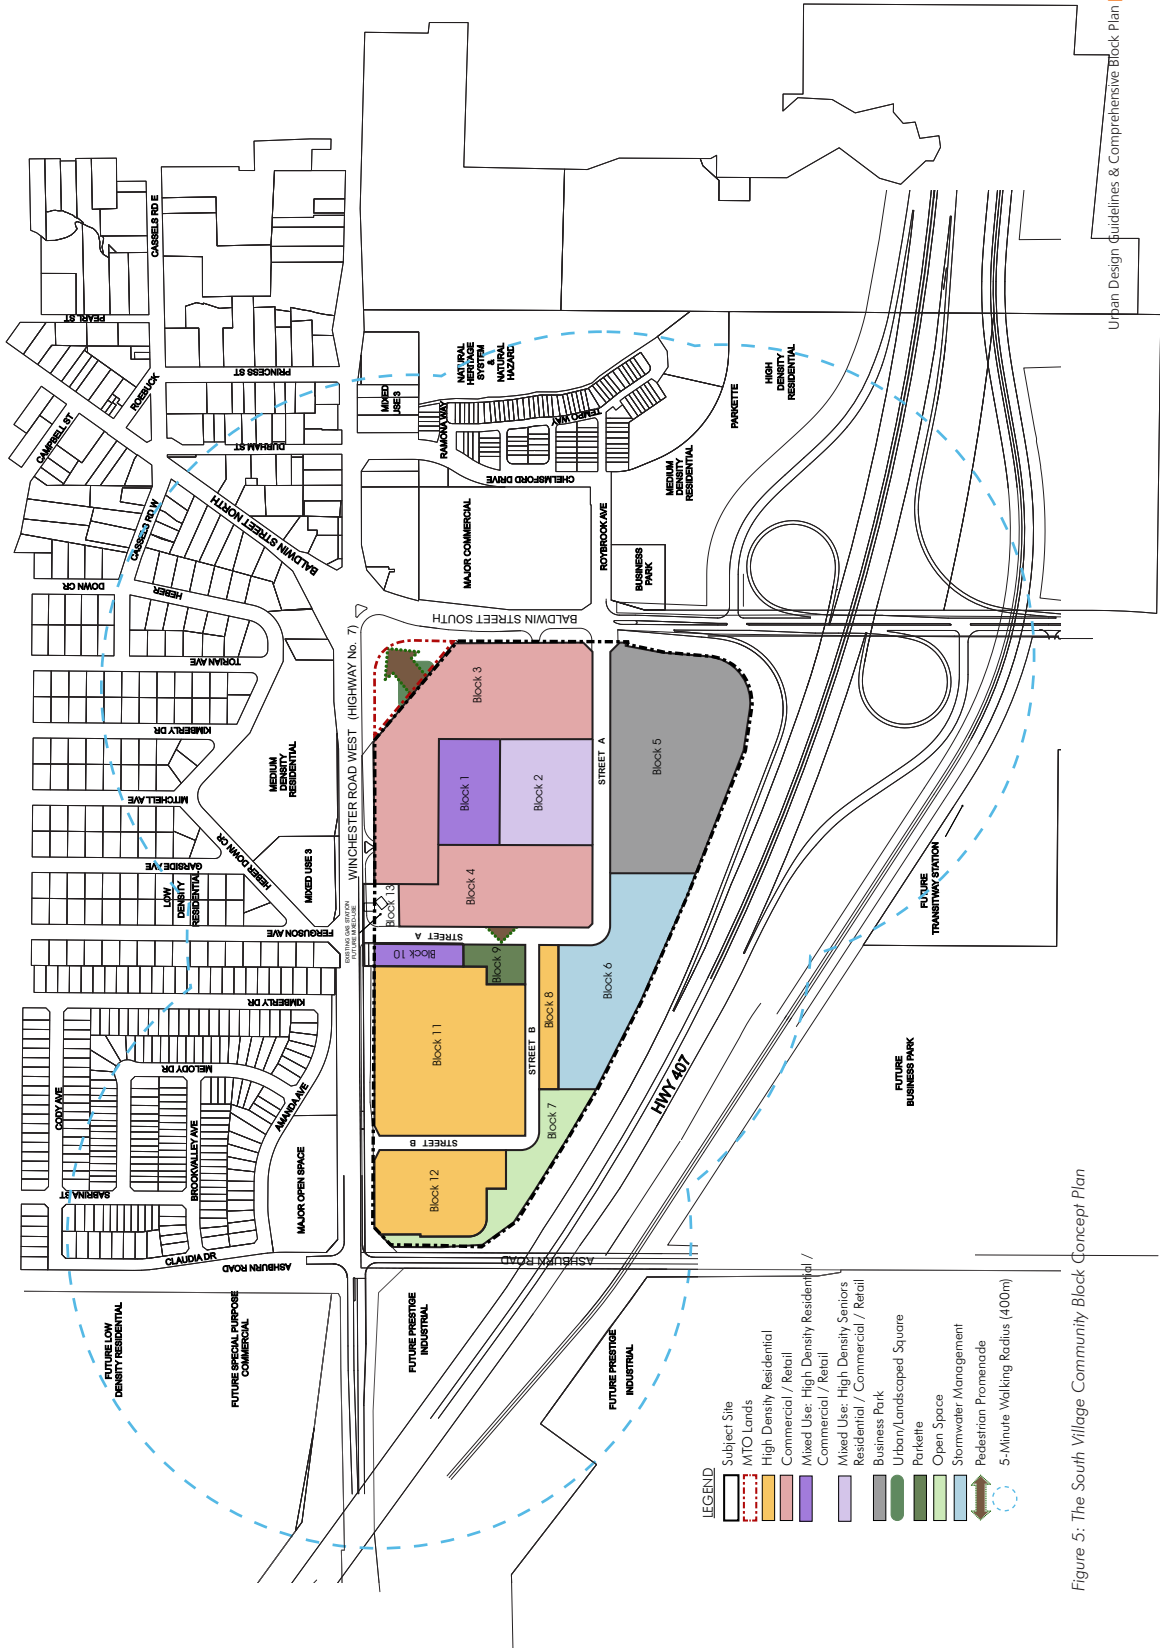 Urban Design Guidelines & Comprehensive Block Plan
PEARL ST
CASSELS RD E
PRINCESS ST
ROEBUCK
CAMPBELL ST
DURHAM ST
CASSELS RD W
BALDWIN STREET NORTH
BALDWIN STREET SOUTH
DOWN CR
HEBER
TORIAN AVE
KIMBERLY DR
MITCHELL AVE
GARSIDE AVE
HEBER DOWN CR
FERGUSON AVE
KIMBERLY DR
MELODY DR
CODY AVE
BROOKVALLEY AVE
AMANDA AVE
SABRINA ST
CLAUDIA DR
ASHBURN ROAD
ASHBURN ROAD
MEDIUM
DENSITY
RESIDENTIAL
MIXED USE 3
LOW
DENSITY
RESIDENTIAL
MAJOR OPEN SPACE
WINCHESTER ROAD WEST (HIGHWAY No. 7)
EXISTING GAS STATION
FUTURE MIXED-USE
MIXED
USE 3
NATURAL
HERITAGE
SYSTEM
&
NATURAL
HAZARD
RAMONA WAY
TEMPO WAY
CHELMSFORD DRIVE
MAJOR COMMERCIAL
ROYBROOK AVE
BUSINESS
PARK
MEDIUM
DENSITY
RESIDENTIAL
PARKETTE
HIGH
DENSITY
RESIDENTIAL
Block 1
Block 2
Block 3
Block 4
Block 5
Block 6
Block 7
Block 8
Block 9
Block 10
Block 11
Block 12
Block 13
STREET A
STREET A
STREET B
STREET B
HWY 407
FUTURE
TRANSITWAY STATION
FUTURE
BUSINESS PARK
FUTURE LOW
DENSITY RESIDENTIAL
FUTURE SPECIAL PURPOSE
COMMERCIAL
FUTURE PRESTIGE
INDUSTRIAL
FUTURE PRESTIGE
INDUSTRIAL
LEGEND
Subject Site
MTO Lands
High Density Residential
Commercial / Retail
Mixed Use: High Density Residential /
Commercial / Retail
Mixed Use: High Density Seniors
Residential / Commercial / Retail
Business Park
Urban/Landscaped Square
Parkette
Open Space
Stormwater Management
Pedestrian Promenade
5-Minute Walking Radius (400m)
Figure 5: The South Village Community Block Concept Plan